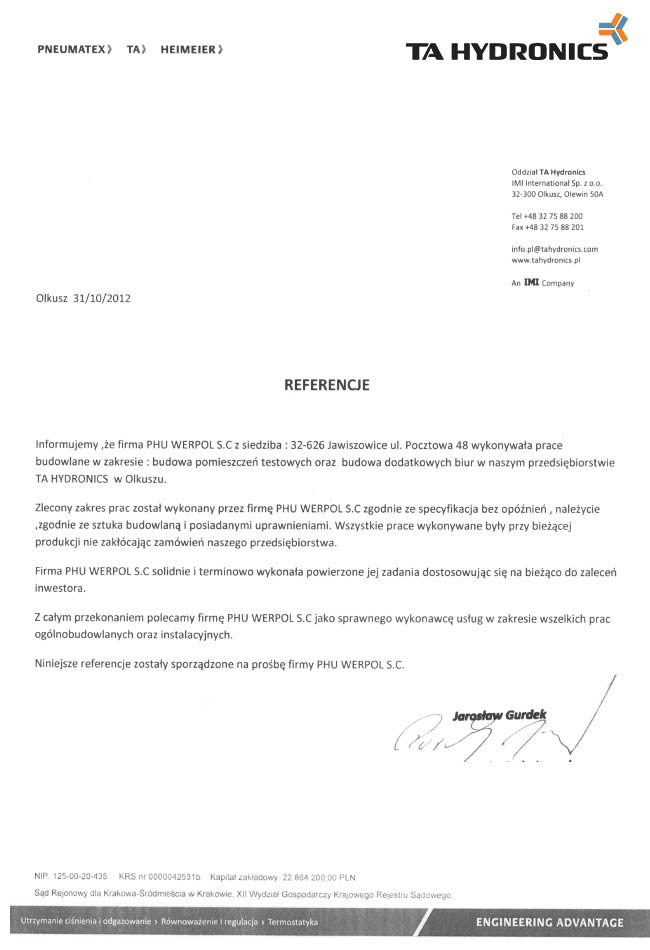 PNEUMATEX》 TA》 HEIMEIER》
TA HYDRONICS
Oddział TA Hydronics
IMI International Sp. z o.o.
32-300 Olkusz, Olewin 50A
Tel +48 32 75 88 200
Fax +48 32 75 88 201
info.pl@tahydronics.com
www.tahydronics.pl
An IMI Company
Olkusz 31/10/2012
REFERENCJE
Informujemy ,że firma PHU WERPOL S.C z siedziba : 32-626 Jawiszowice ul. Pocztowa 48 wykonywała prace
budowlane w zakresie : budowa pomieszczeń testowych oraz budowa dodatkowych biur w naszym przedsiębiorstwie
TA HYDRONICS w Olkuszu.
Zlecony zakres prac został wykonany przez firmę PHU WERPOL S.C zgodnie ze specyfikacja bez opóźnień , należycie
,zgodnie ze sztuka budowlaną i posiadanymi uprawnieniami. Wszystkie prace wykonywane były przy bieżącej
produkcji nie zakłócając zamówień naszego przedsiębiorstwa.
Firma PHU WERPOL S.C solidnie i terminowo wykonała powierzone jej zadania dostosowując się na bieżąco do zaleceń
inwestora.
Z całym przekonaniem polecamy firmę PHU WERPOL S.C jako sprawnego wykonawcę usług w zakresie wszelkich prac
ogólnobudowlanych oraz instalacyjnych.
Niniejsze referencje zostały sporządzone na prośbę firmy PHU WERPOL S.C.
Jarosław Gurdek
NIP: 125-00-20-435 KRS nr 0000042531b Kapitał zakładowy: 22 864 200,00 PLN
Sąd Rejonowy dla Krakowa-Śródmieścia w Krakowie, XII Wydział Gospodarczy Krajowego Rejestru Sądowego.
Utrzymanie ciśnienia i odgazowanie › Równoważenie i regulacja › Termostatyka
ENGINEERING ADVANTAGE